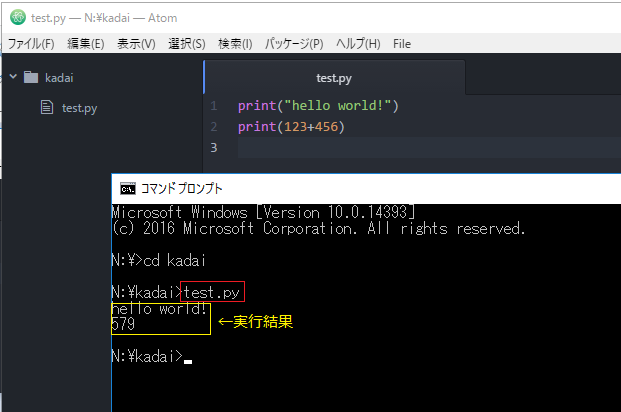 test.py — N:¥kadai — Atom
ファイル(F) 編集(E) 表示(V) 選択(S) 検索(I) パッケージ(P) ヘルプ(H) File
kadai
test.py
test.py
1 print("hello world!")
2 print(123+456)
3
コマンドプロンプト
Microsoft Windows [Version 10.0.14393]
(c) 2016 Microsoft Corporation. All rights reserved.
N:¥>cd kadai
N:¥kadai>test.py
hello world!
579
←実行結果
N:¥kadai>